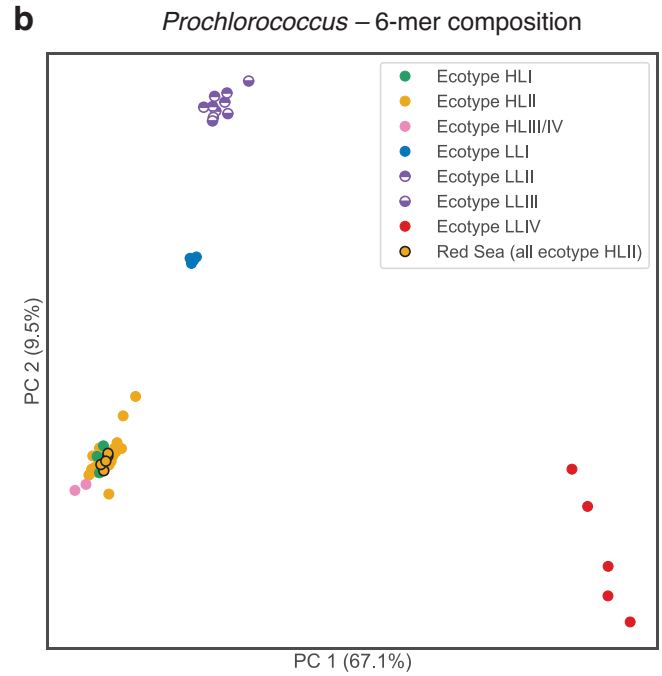 b
Prochlorococcus – 6-mer composition
Ecotype HLI
Ecotype HLII
Ecotype HLIII/IV
Ecotype LLI
Ecotype LLII
Ecotype LLIII
Ecotype LLIV
Red Sea (all ecotype HLII)
PC 2 (9.5%)
PC 1 (67.1%)